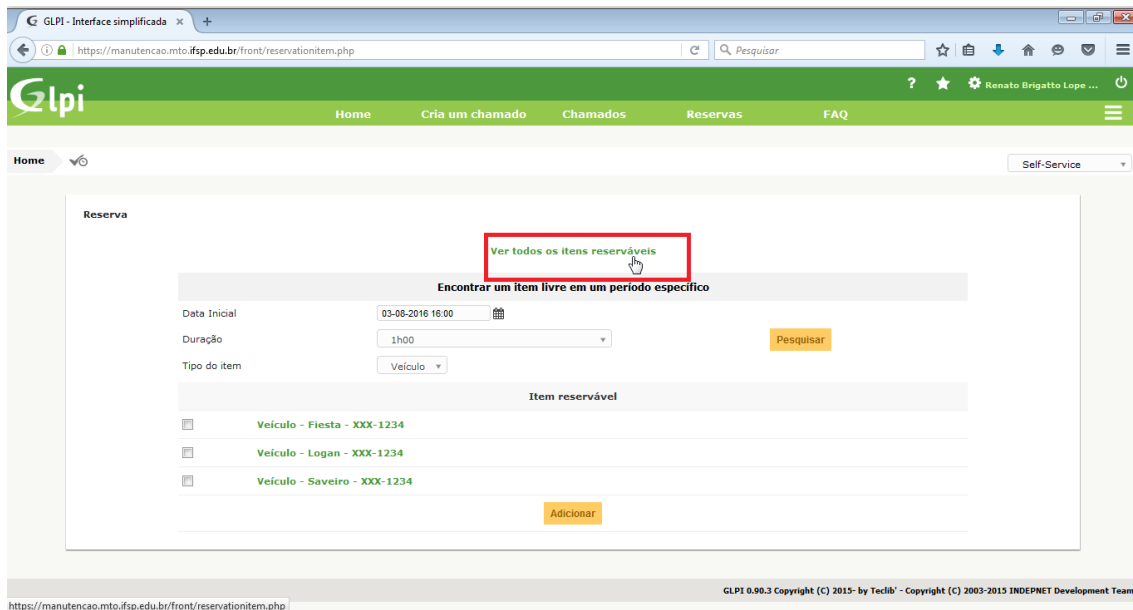 GLPI - Interface simplificada × +
https://manutencao.mto.ifsp.edu.br/front/reservationitem.php Pesquisar
Glpi
? Renato Brigatto Lope ...
Home Cria um chamado Chamados Reservas FAQ
Home Self-Service
Reserva
Ver todos os itens reserváveis
Encontrar um item livre em um período específico
Data Inicial 03-08-2016 16:00
Duração 1h00 Pesquisar
Tipo do item Veículo
Item reservável
Veículo - Fiesta - XXX-1234
Veículo - Logan - XXX-1234
Veículo - Saveiro - XXX-1234
Adicionar
GLPI 0.90.3 Copyright (C) 2015- by Teclib' - Copyright (C) 2003-2015 INDEPNET Development Team
https://manutencao.mto.ifsp.edu.br/front/reservationitem.php